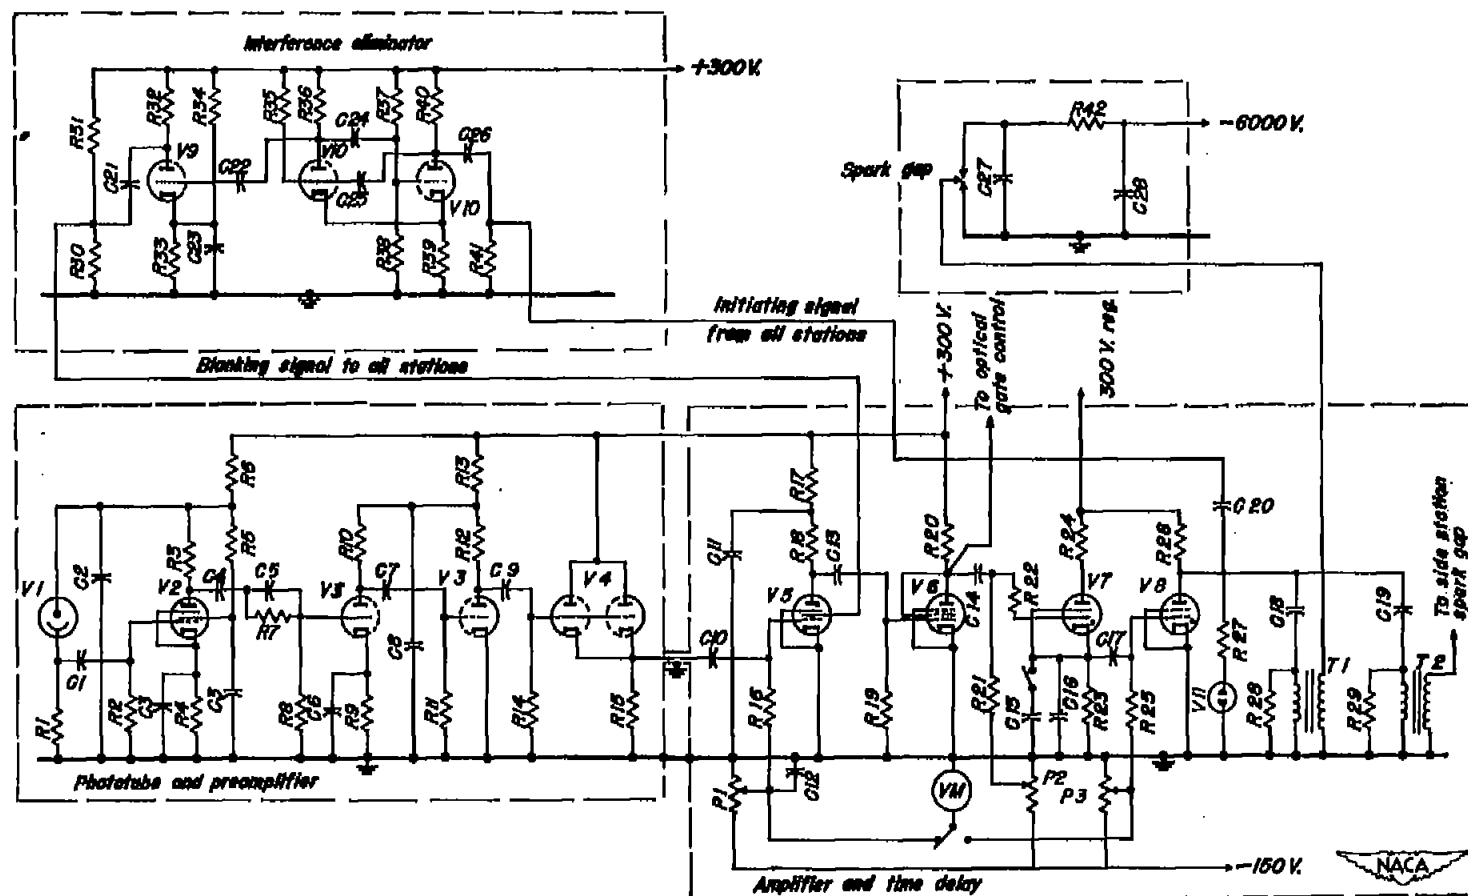 Interference eliminator
+300V.
R31
R32
R34
R35
R36
R37
R40
C24
C26
V9
V10
C21
C22
C25
V10
R30
R33
C23
R38
R39
R41
R42
-6000V.
Spark gap
C27
C28
Initiating signal
from all stations
Blanking signal to all stations
+300V.
To optical
gate control
300V. reg.
R6
R13
R17
C20
To side station
spark gap
R3
R5
R10
R12
C11
R18
C13
R20
R24
R26
V1
C2
V2
C4
C5
V3
C7
V3
C9
V4
V5
V6
C14
R22
V7
V8
C18
C19
R7
C8
C10
C17
R27
T1
T2
C1
R1
R2
C3
R4
C3
R8
C6
R9
R11
R14
R15
R16
R19
R21
C15
C16
R23
R25
V11
R28
R29
Phototube and preamplifier
P1
C12
VM
P2
P3
-150V.
Amplifier and time delay
NACA